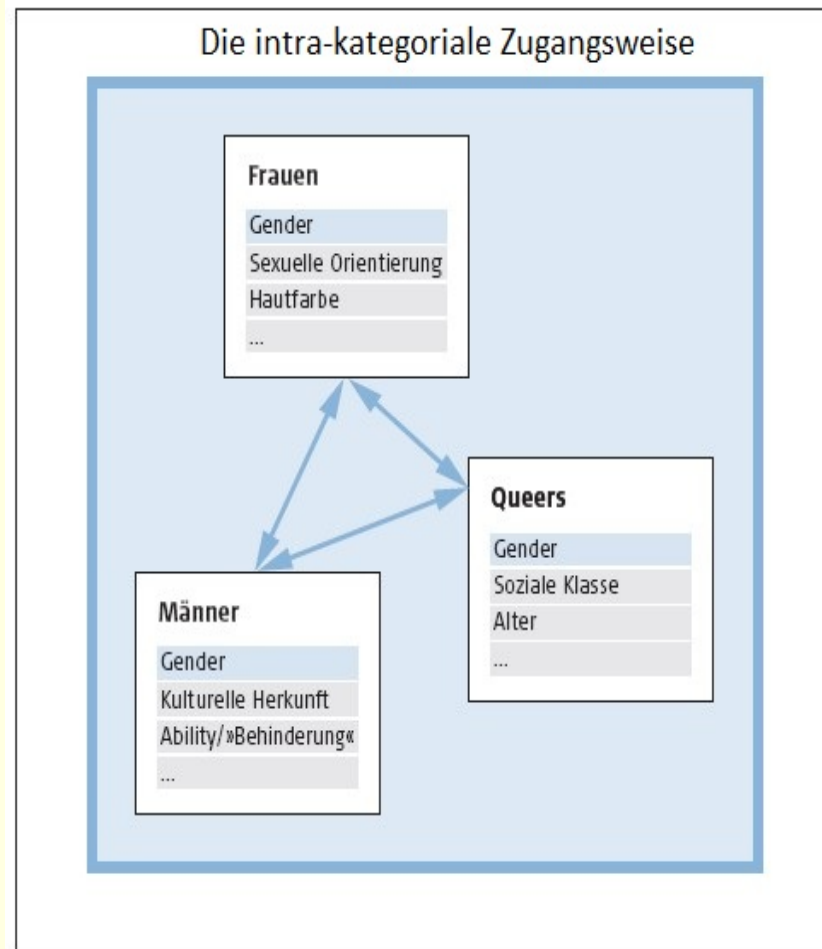 Die intra-kategoriale Zugangsweise
Frauen
Gender
Sexuelle Orientierung
Hautfarbe
...
Queers
Gender
Soziale Klasse
Alter
...
Männer
Gender
Kulturelle Herkunft
Ability/»Behinderung«
...